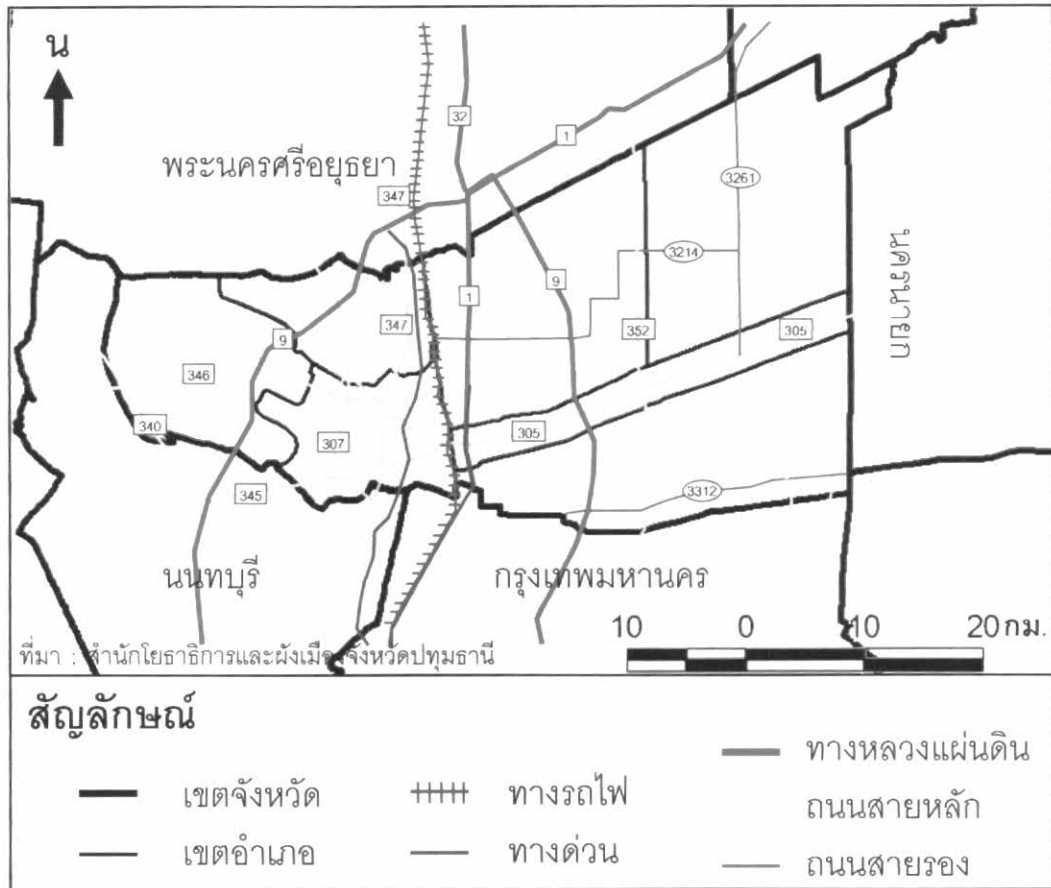 น
32
1
พระนครศรีอยุธยา
347
3261
3214
นครนายก
9
1
347
352
305
9
346
340
307
305
345
3312
นนทบุรี
กรุงเทพมหานคร
10 0 10 20 กม.
ที่มา : สำนักโยธาธิการและผังเมืองจังหวัดปทุมธานี
สัญลักษณ์
เขตจังหวัด
เขตอำเภอ
ทางรถไฟ
ทางด่วน
ทางหลวงแผ่นดิน
ถนนสายหลัก
ถนนสายรอง